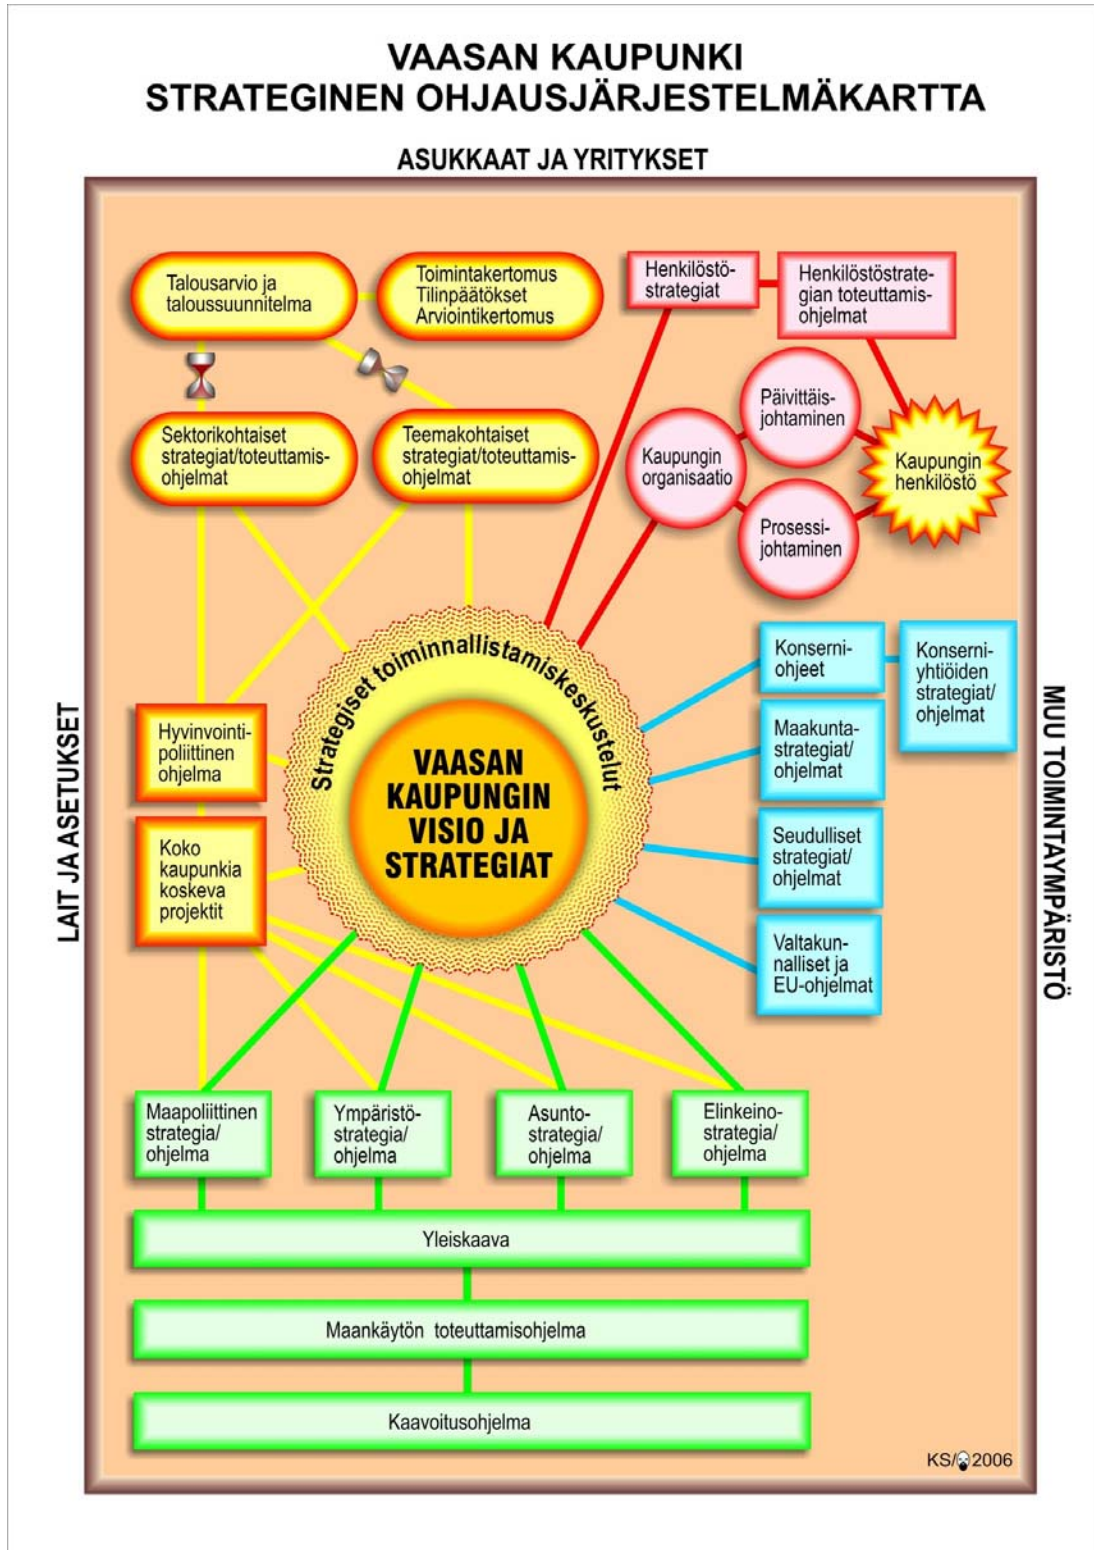 VAASAN KAUPUNKI
STRATEGINEN OHJAUSJÄRJESTELMÄKARTTA
ASUKKAAT JA YRITYKSET
LAIT JA ASETUKSET
MUU TOIMINTAYMPÄRISTÖ
Talousarvio ja
taloussuunnitelma
Toimintakertomus
Tilinpäätökset
Arviointikertomus
Henkilöstö-
strategiat
Henkilöstöstrate-
gian toteuttamis-
ohjelmat
Sektorikohtaiset
strategiat/toteuttamis-
ohjelmat
Teemakohtaiset
strategiat/toteuttamis-
ohjelmat
Kaupungin
organisaatio
Päivittäis-
johtaminen
Prosessi-
johtaminen
Kaupungin
henkilöstö
Strategiset toiminnallistamiskeskustelut
VAASAN
KAUPUNGIN
VISIO JA
STRATEGIAT
Hyvinvointi-
poliittinen
ohjelma
Koko
kaupunkia
koskeva
projektit
Konserni-
ohjeet
Konserni-
yhtiöiden
strategiat/
ohjelmat
Maakunta-
strategiat/
ohjelmat
Seudulliset
strategiat/
ohjelmat
Valtakun-
nalliset ja
EU-ohjelmat
Maapoliittinen
strategia/
ohjelma
Ympäristö-
strategia/
ohjelma
Asunto-
strategia/
ohjelma
Elinkeino-
strategia/
ohjelma
Yleiskaava
Maankäytön toteuttamisohjelma
Kaavoitusohjelma
KS/ 2006